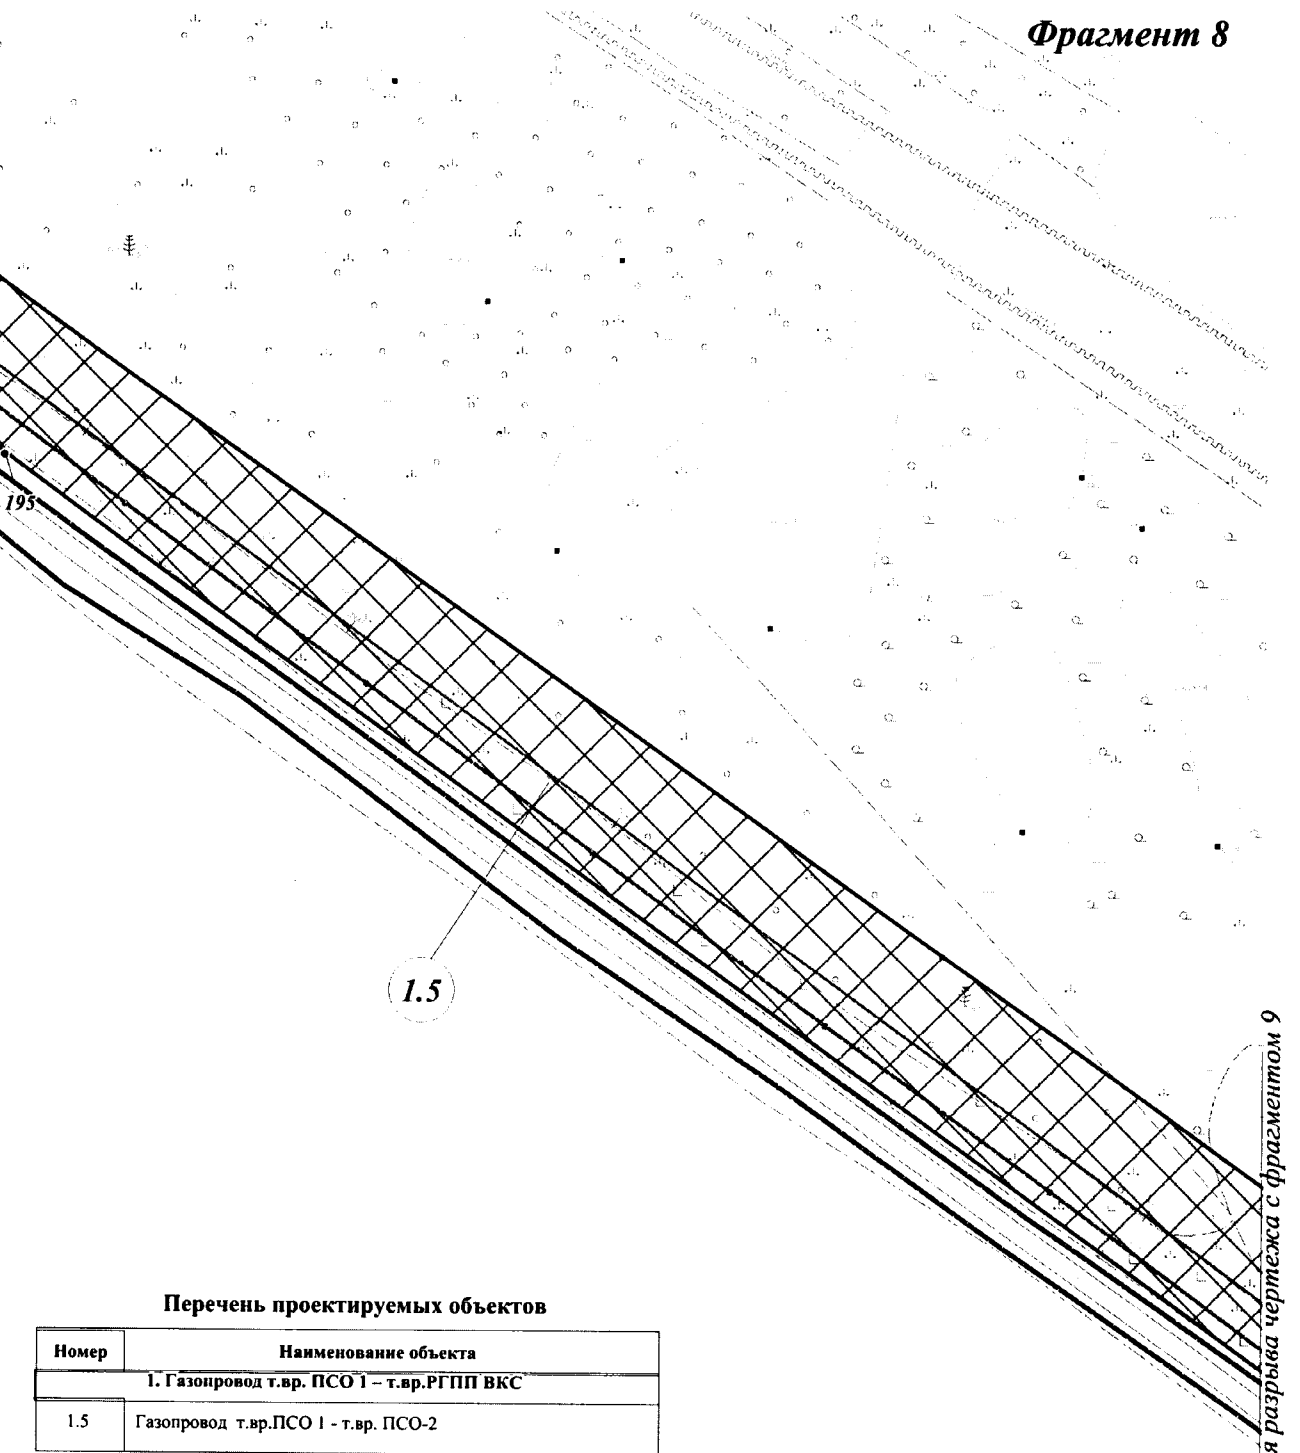 Фрагмент 8
195
1.5
я разрыва чертежа с фрагментом 9
Перечень проектируемых объектов
Номер Наименование объекта
1. Газопровод т.вр. ПСО 1 – т.вр.РГПП ВКС
1.5 Газопровод т.вр.ПСО 1 - т.вр. ПСО-2